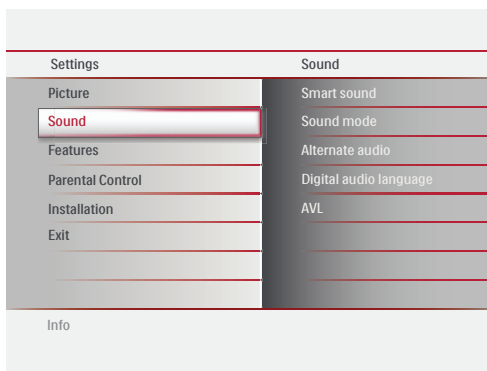 Settings
Sound
Picture
Smart sound
Sound
Sound mode
Features
Alternate audio
Parental Control
Digital audio language
Installation
AVL
Exit
Info